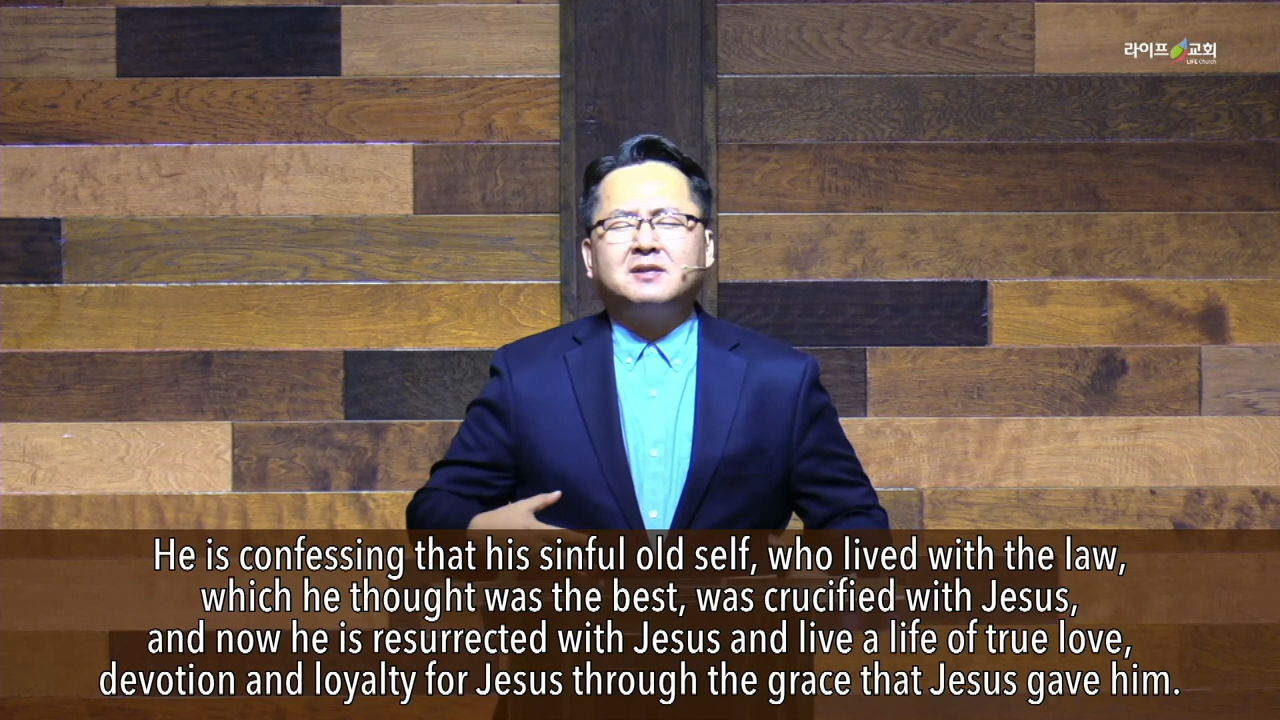 라이프 교회
LIFE Church
He is confessing that his sinful old self, who lived with the law,
which he thought was the best, was crucified with Jesus,
and now he is resurrected with Jesus and live a life of true love,
devotion and loyalty for Jesus through the grace that Jesus gave him.